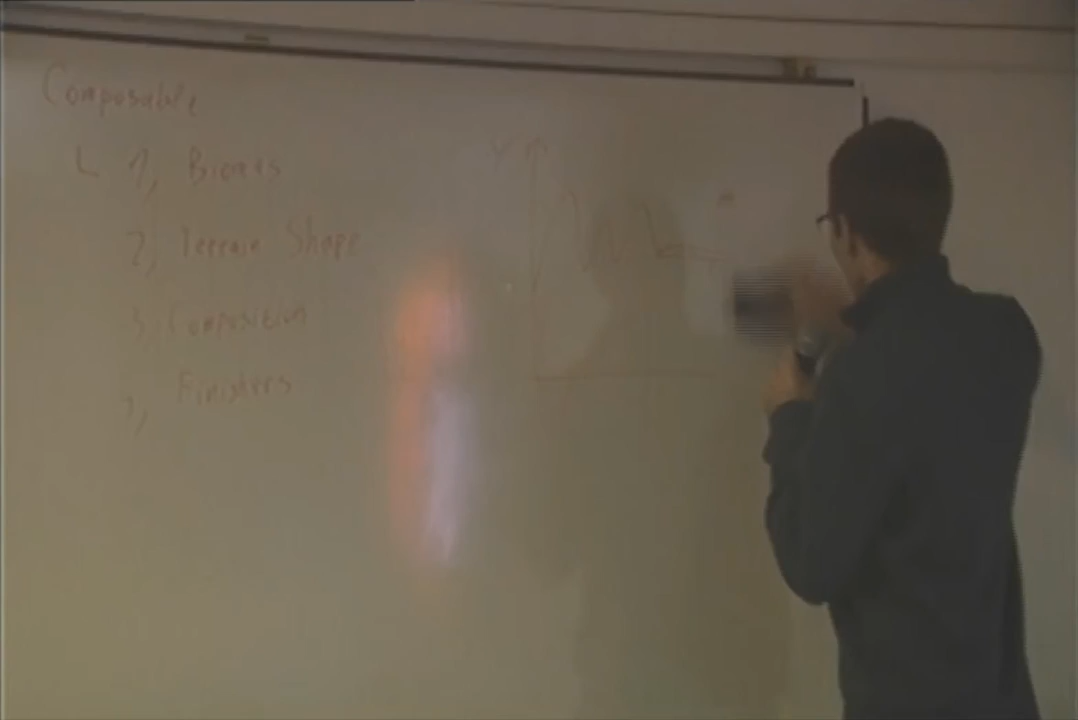 Composable
1, Biomes
2, Terrain Shape
3, Composition
Finishers
Y